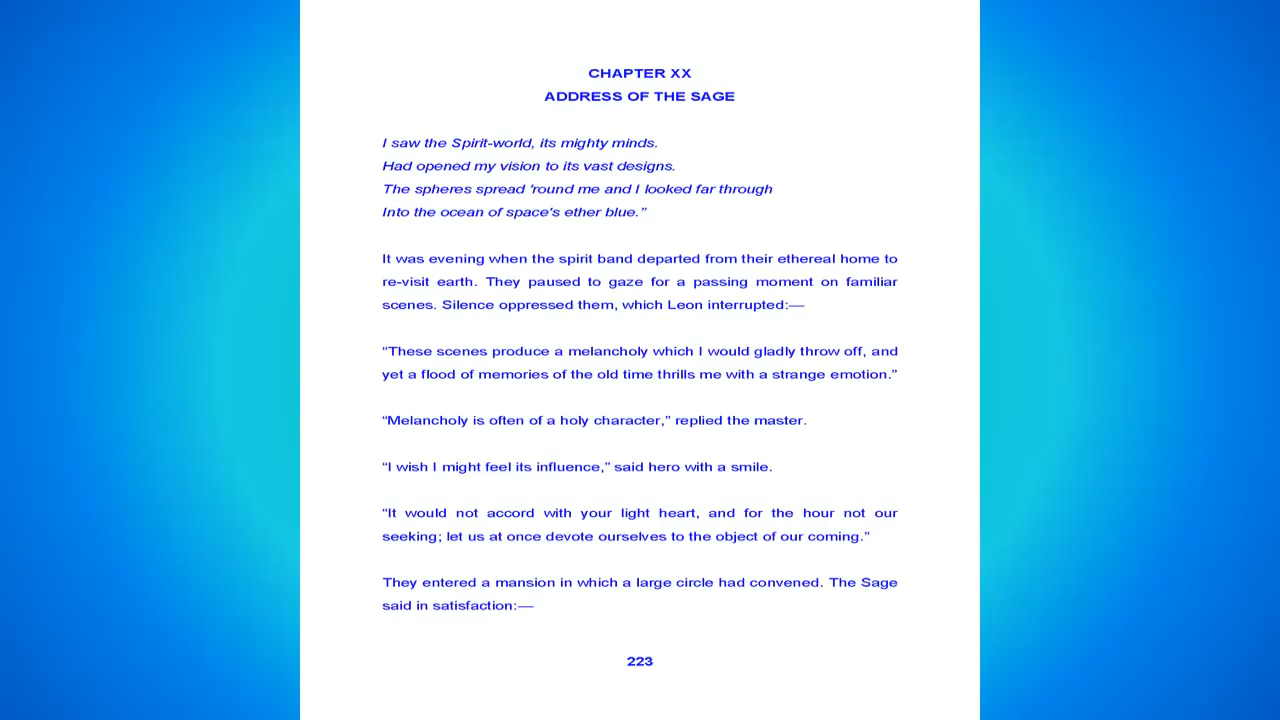 CHAPTER XX
ADDRESS OF THE SAGE
I saw the Spirit-world, its mighty minds.
Had opened my vision to its vast designs.
The spheres spread 'round me and I looked far through
Into the ocean of space's ether blue.”
It was evening when the spirit band departed from their ethereal home to
re-visit earth. They paused to gaze for a passing moment on familiar
scenes. Silence oppressed them, which Leon interrupted:—
“These scenes produce a melancholy which I would gladly throw off, and
yet a flood of memories of the old time thrills me with a strange emotion.”
“Melancholy is often of a holy character,” replied the master.
“I wish I might feel its influence,” said hero with a smile.
“It would not accord with your light heart, and for the hour not our
seeking; let us at once devote ourselves to the object of our coming.”
They entered a mansion in which a large circle had convened. The Sage
said in satisfaction:—
223